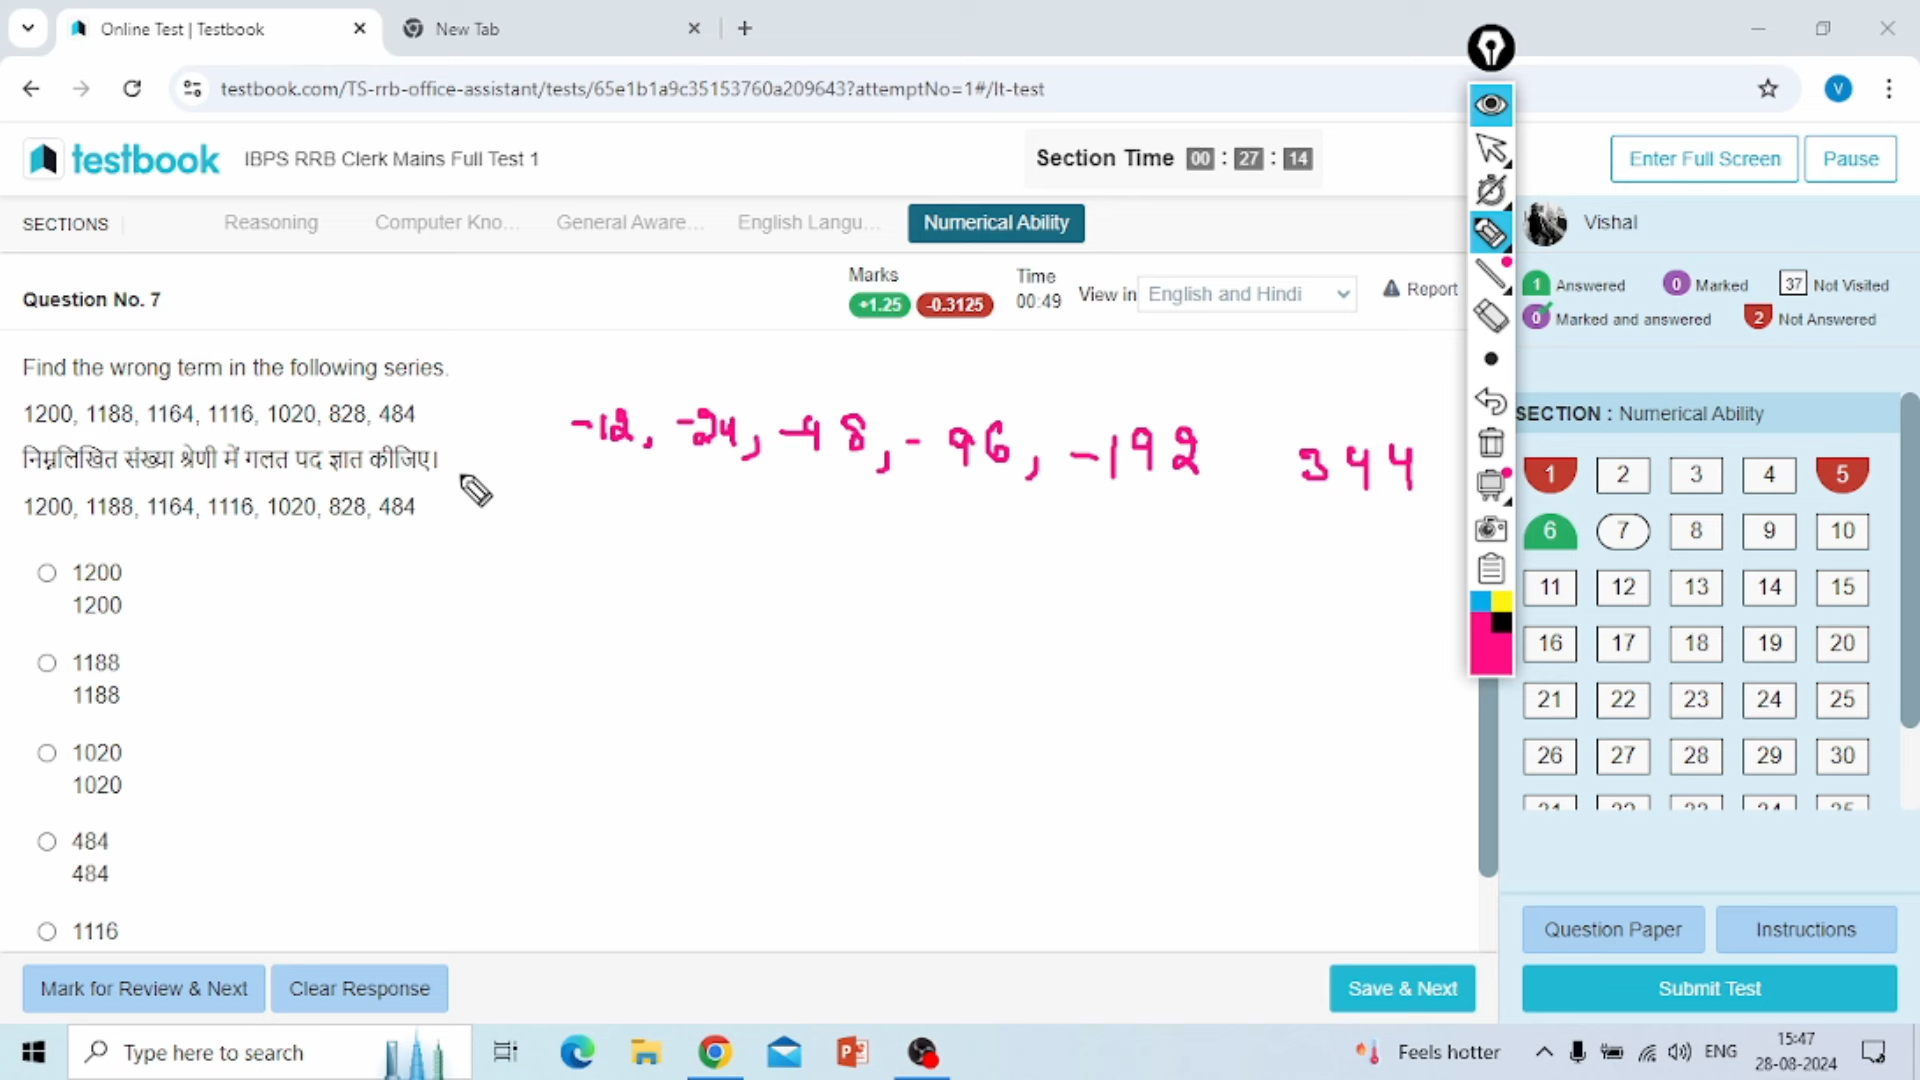 Online Test | Testbook
New Tab
testbook.com/TS-rrb-office-assistant/tests/65e1b1a9c35153760a209643?attemptNo=1#/lt-test
V
testbook
IBPS RRB Clerk Mains Full Test 1
Section Time 00 : 27 : 14
Enter Full Screen
Pause
SECTIONS
Reasoning
Computer Kno...
General Aware...
English Langu...
Numerical Ability
Vishal
Question No. 7
Marks
+1.25 -0.3125
Time
00:49
View in English and Hindi
Report
1 Answered
0 Marked
37 Not Visited
0 Marked and answered
2 Not Answered
Find the wrong term in the following series.
1200, 1188, 1164, 1116, 1020, 828, 484
निम्नलिखित संख्या श्रेणी में गलत पद ज्ञात कीजिए।
1200, 1188, 1164, 1116, 1020, 828, 484
-12, -24, -48, -96, -192 344
1200
1200
1188
1188
1020
1020
484
484
1116
SECTION : Numerical Ability
1 2 3 4 5
6 7 8 9 10
11 12 13 14 15
16 17 18 19 20
21 22 23 24 25
26 27 28 29 30
Question Paper
Instructions
Mark for Review & Next
Clear Response
Save & Next
Submit Test
Type here to search
Feels hotter
ENG
15:47
28-08-2024